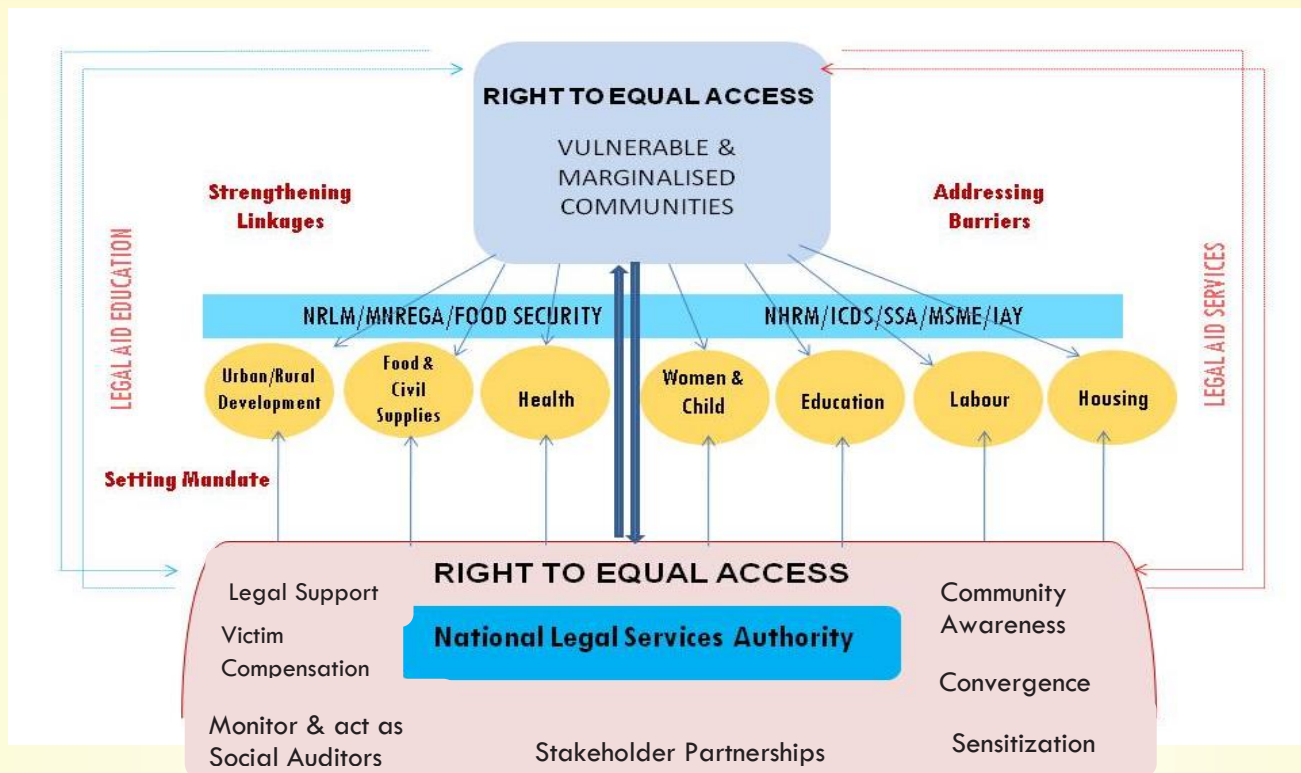 RIGHT TO EQUAL ACCESS
VULNERABLE &
MARGINALISED
COMMUNITIES
Strengthening
Linkages
Addressing
Barriers
LEGAL AID EDUCATION
LEGAL AID SERVICES
NRLM/MNREGA/FOOD SECURITY
NHRM/ICDS/SSA/MSME/IAY
Urban/Rural
Development
Food &
Civil
Supplies
Health
Women &
Child
Education
Labour
Housing
Setting Mandate
RIGHT TO EQUAL ACCESS
National Legal Services Authority
Legal Support
Victim
Compensation
Monitor & act as
Social Auditors
Stakeholder Partnerships
Community
Awareness
Convergence
Sensitization